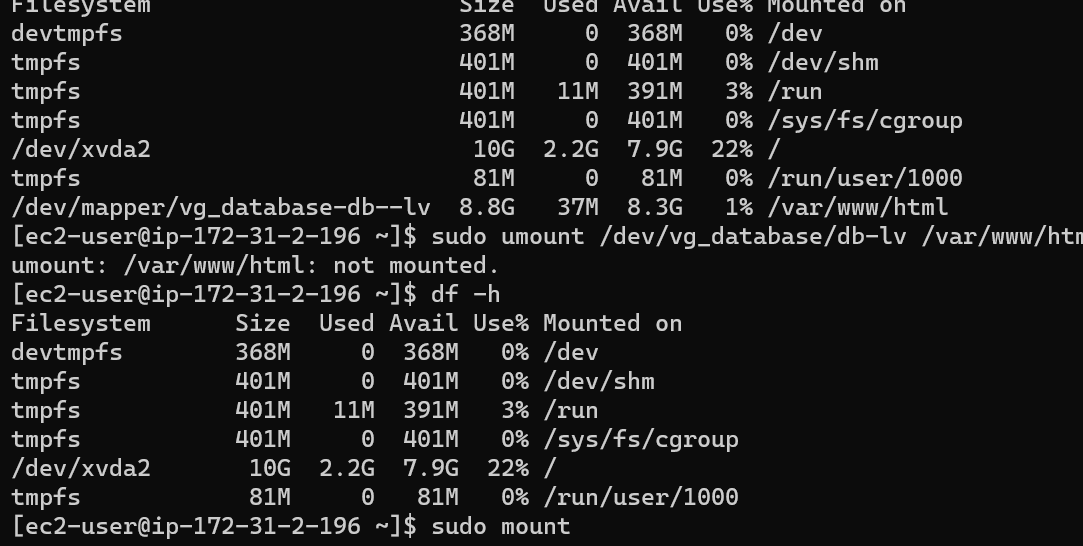 Filesystem                      Size  Used Avail Use% Mounted on
devtmpfs                        368M     0  368M   0% /dev
tmpfs                           401M     0  401M   0% /dev/shm
tmpfs                           401M   11M  391M   3% /run
tmpfs                           401M     0  401M   0% /sys/fs/cgroup
/dev/xvda2                       10G  2.2G  7.9G  22% /
tmpfs                            81M     0   81M   0% /run/user/1000
/dev/mapper/vg_database-db--lv  8.8G   37M  8.3G   1% /var/www/html
[ec2-user@ip-172-31-2-196 ~]$ sudo umount /dev/vg_database/db-lv /var/www/htm
umount: /var/www/html: not mounted.
[ec2-user@ip-172-31-2-196 ~]$ df -h
Filesystem      Size  Used Avail Use% Mounted on
devtmpfs        368M     0  368M   0% /dev
tmpfs           401M     0  401M   0% /dev/shm
tmpfs           401M   11M  391M   3% /run
tmpfs           401M     0  401M   0% /sys/fs/cgroup
/dev/xvda2       10G  2.2G  7.9G  22% /
tmpfs            81M     0   81M   0% /run/user/1000
[ec2-user@ip-172-31-2-196 ~]$ sudo mount